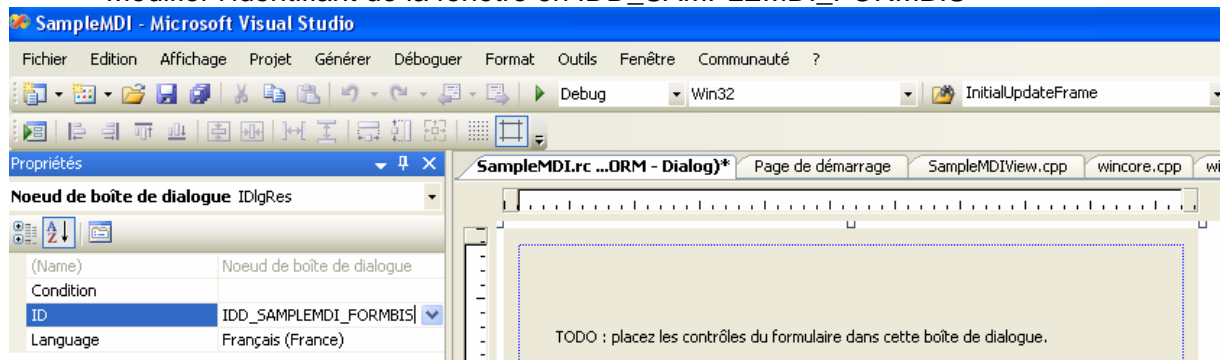 Modifier l'identifiant de la fenêtre en IDD_SAMPLEMDI_FORMBIS
SampleMDI - Microsoft Visual Studio
Fichier Edition Affichage Projet Générer Déboguer Format Outils Fenêtre Communauté ?
Debug Win32 InitialUpdateFrame
Propriétés
SampleMDI.rc ...ORM - Dialog)* Page de démarrage SampleMDIView.cpp wincore.cpp wi
Noeud de boîte de dialogue IDlgRes
(Name) Noeud de boîte de dialogue
Condition
ID IDD_SAMPLEMDI_FORMBIS
Language Français (France)
TODO : placez les contrôles du formulaire dans cette boîte de dialogue.